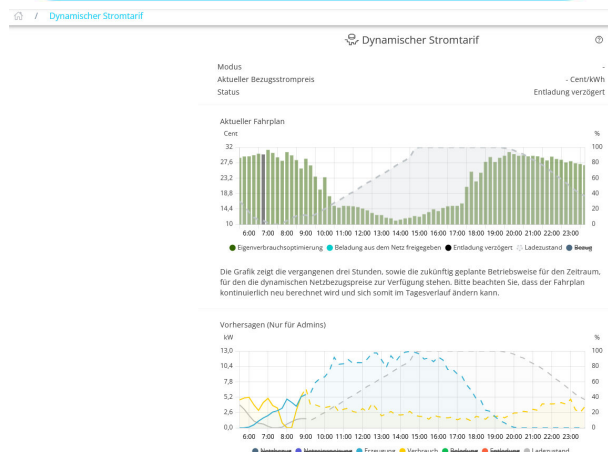 / Dynamischer Stromtarif
Dynamischer Stromtarif
Modus -
Aktueller Bezugsstrompreis - Cent/kWh
Status Entladung verzögert
Aktueller Fahrplan
Cent %
32 100
27,6 80
23,2 60
18,8 40
14,4 20
10 0
6:00 7:00 8:00 9:00 10:00 11:00 12:00 13:00 14:00 15:00 16:00 17:00 18:00 19:00 20:00 21:00 22:00 23:00
Eigenverbrauchsoptimierung Beladung aus dem Netz freigegeben Entladung verzögert Ladezustand Bezug
Die Grafik zeigt die vergangenen drei Stunden, sowie die zukünftig geplante Betriebsweise für den Zeitraum,
für den die dynamischen Netzbezugspreise zur Verfügung stehen. Bitte beachten Sie, dass der Fahrplan
kontinuierlich neu berechnet wird und sich somit im Tagesverlauf ändern kann.
Vorhersagen (Nur für Admins)
kW %
13,0 100
10,4 80
7,8 60
5,2 40
2,6 20
0,0 0
6:00 7:00 8:00 9:00 10:00 11:00 12:00 13:00 14:00 15:00 16:00 17:00 18:00 19:00 20:00 21:00 22:00 23:00
Netzbezug Netzeinspeisung Erzeugung Verbrauch Beladung Entladung Ladezustand